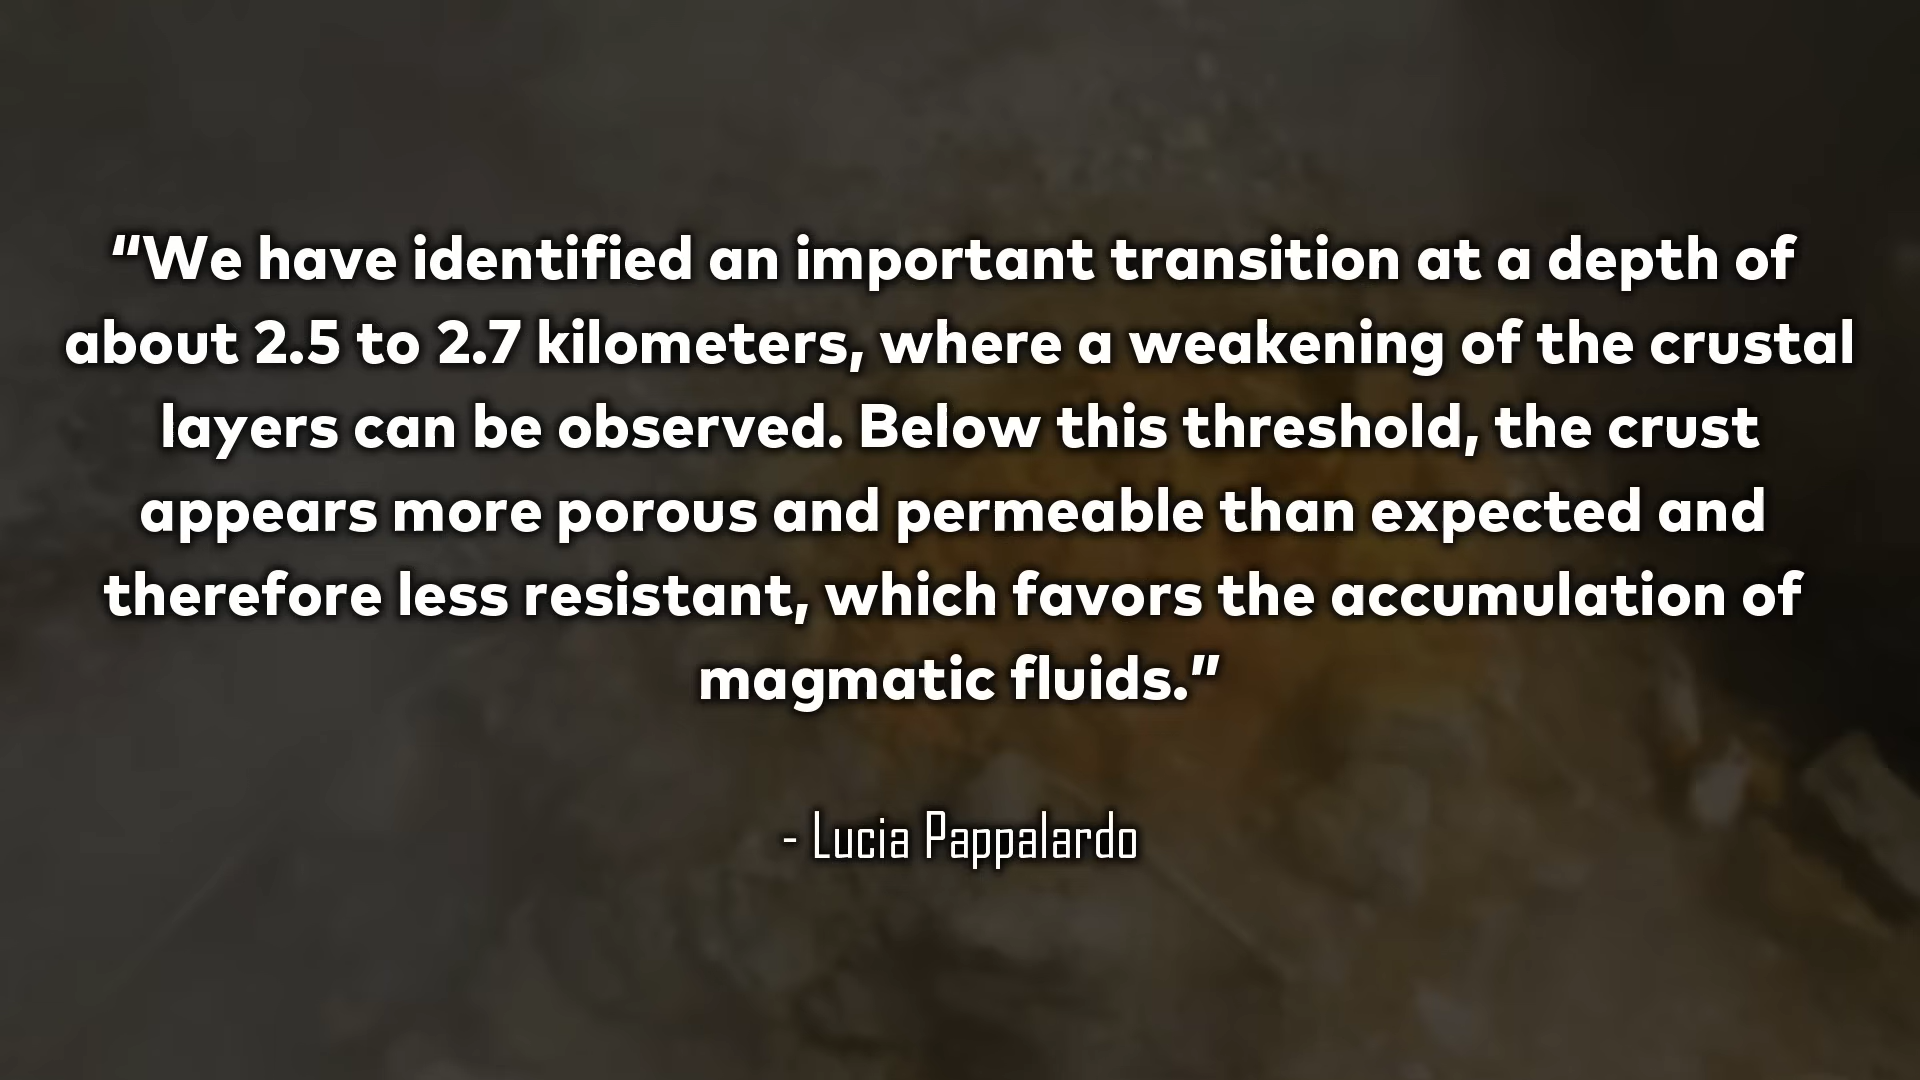 “We have identified an important transition at a depth of
about 2.5 to 2.7 kilometers, where a weakening of the crustal
layers can be observed. Below this threshold, the crust
appears more porous and permeable than expected and
therefore less resistant, which favors the accumulation of
magmatic fluids.”
- Lucia Pappalardo